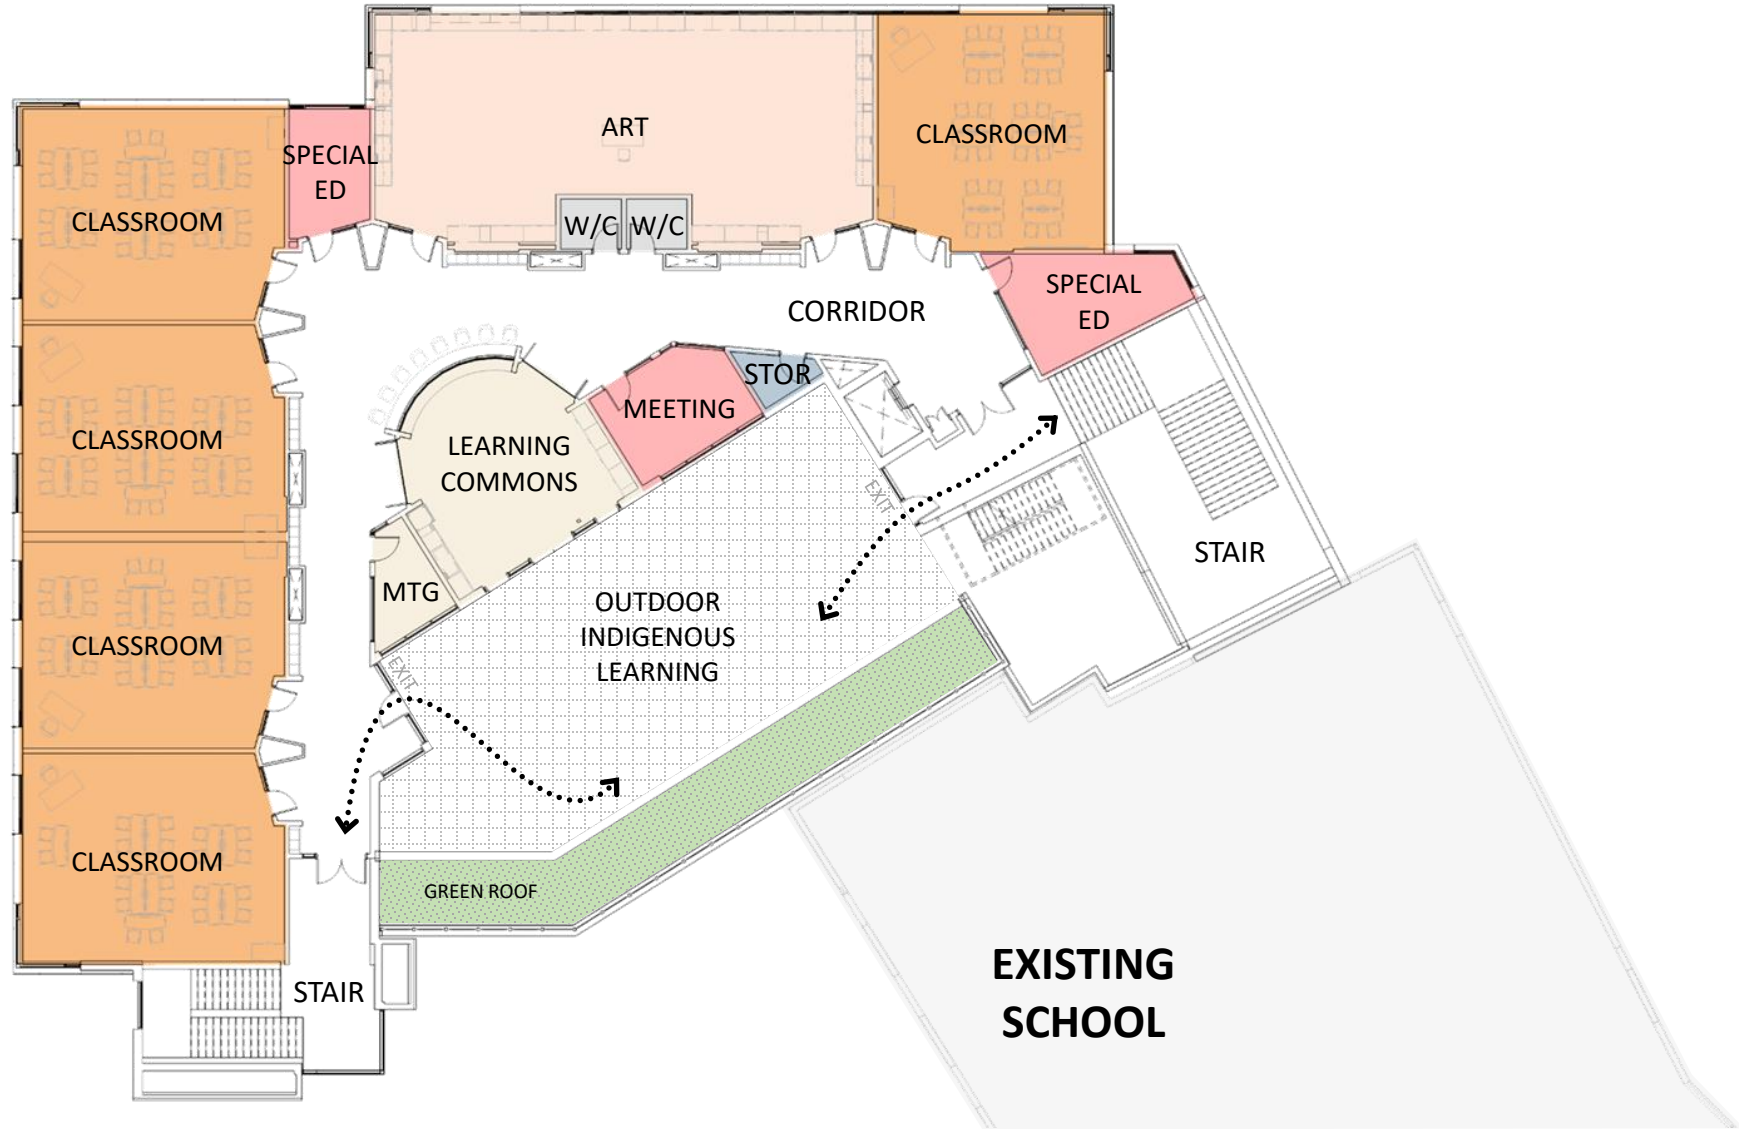 ART
CLASSROOM
SPECIAL
ED
CLASSROOM
W/C
W/C
SPECIAL
ED
CORRIDOR
STOR
MEETING
CLASSROOM
LEARNING
COMMONS
EXIT
STAIR
MTG
OUTDOOR
INDIGENOUS
LEARNING
CLASSROOM
EXIT
CLASSROOM
GREEN ROOF
STAIR
EXISTING
SCHOOL